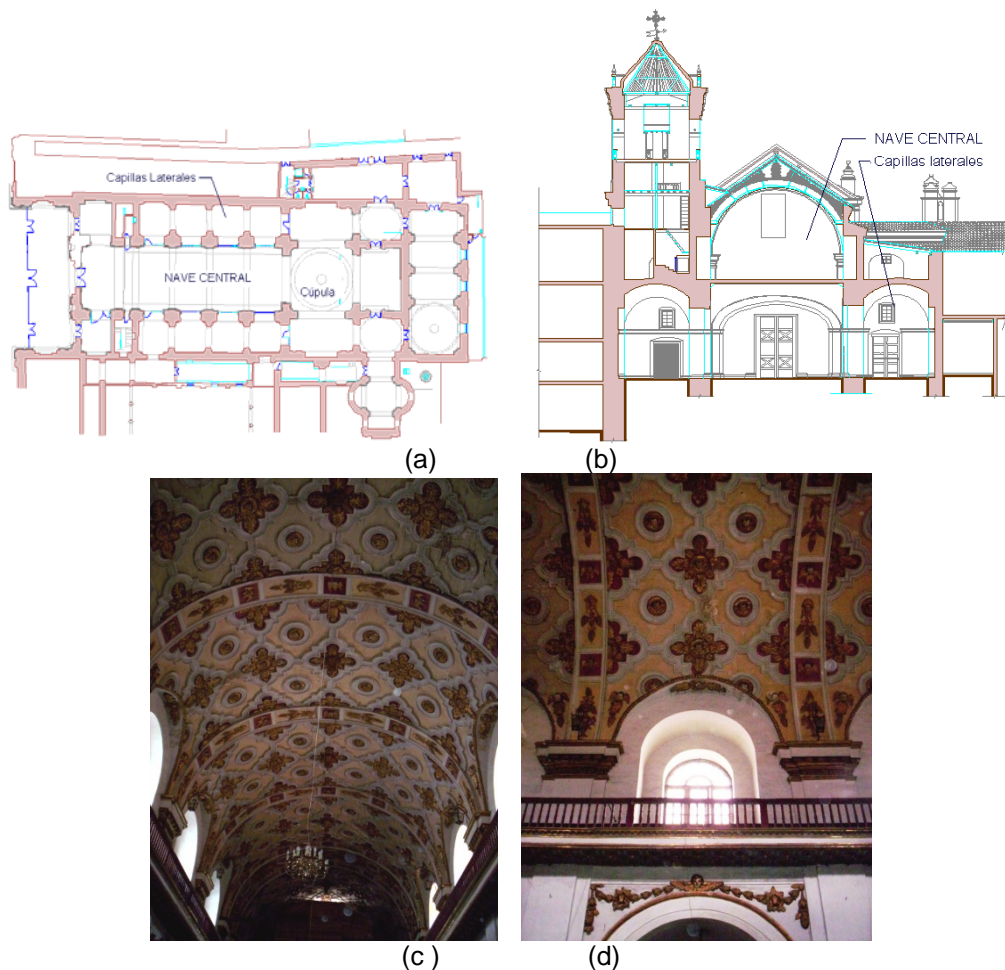 Capillas Laterales
NAVE CENTRAL
Cúpula
NAVE CENTRAL
Capillas laterales
(a)
(b)
(c )
(d)